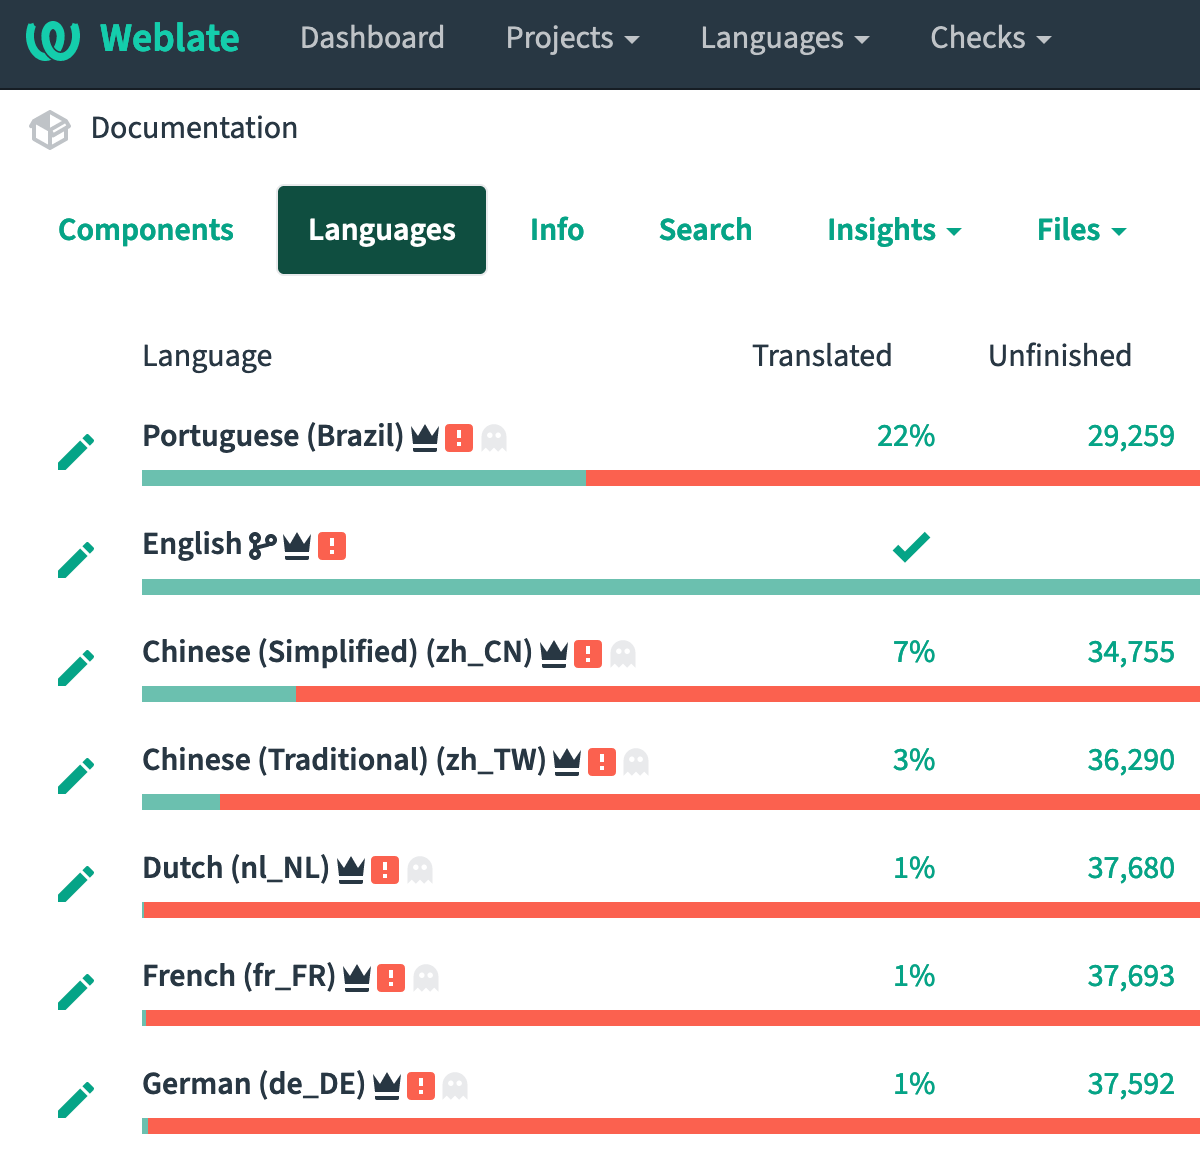 Weblate Dashboard Projects Languages Checks
Documentation
Components Languages Info Search Insights Files
Language Translated Unfinished
Portuguese (Brazil) 22% 29,259
English
Chinese (Simplified) (zh_CN) 7% 34,755
Chinese (Traditional) (zh_TW) 3% 36,290
Dutch (nl_NL) 1% 37,680
French (fr_FR) 1% 37,693
German (de_DE) 1% 37,592